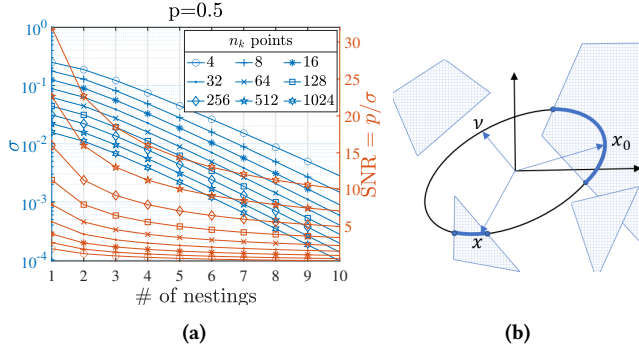 p=0.5
10^0
10^-1
10^-2
10^-3
10^-4
σ
n_k points
4 8 16
32 64 128
256 512 1024
30
25
20
15
10
5
SNR = p/σ
1 2 3 4 5 6 7 8 9 10
# of nestings
(a)
ν
x_0
x
(b)